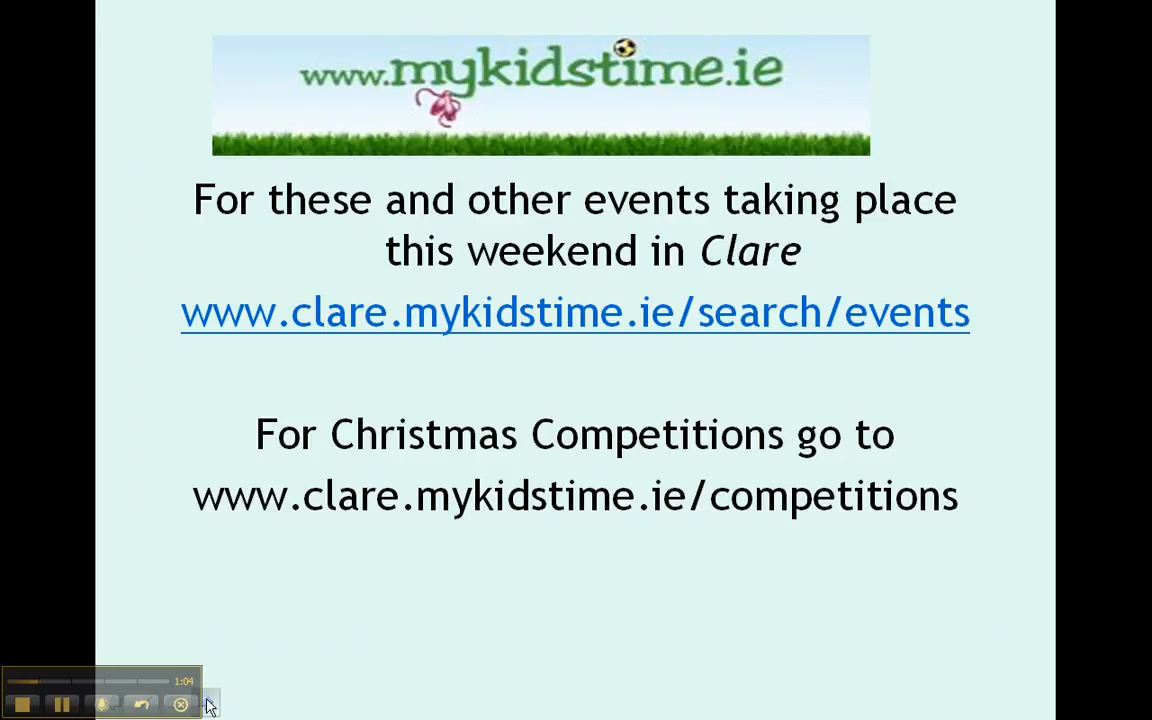 www.mykidstime.ie
For these and other events taking place
this weekend in Clare
www.clare.mykidstime.ie/search/events
For Christmas Competitions go to
www.clare.mykidstime.ie/competitions
1:04